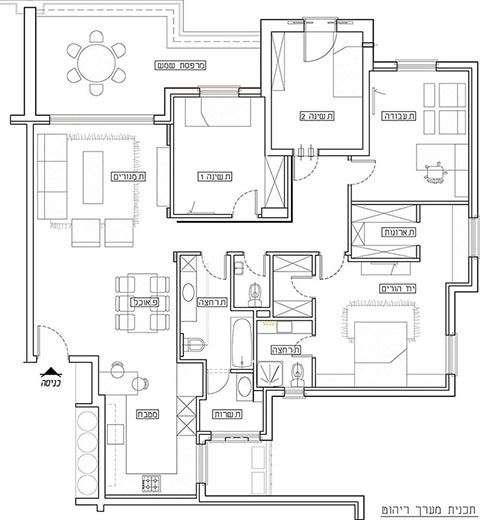 מרפסת שמש
ת.שינה 2
ת.עבודה
ת.מגורים
ת.שינה 1
ת.ארונות
יח' הורים
פ.אוכל
ת.רחצה
ת.רחצה
כניסה
מטבח
ת.שרות
תכנית מערך ריהוט